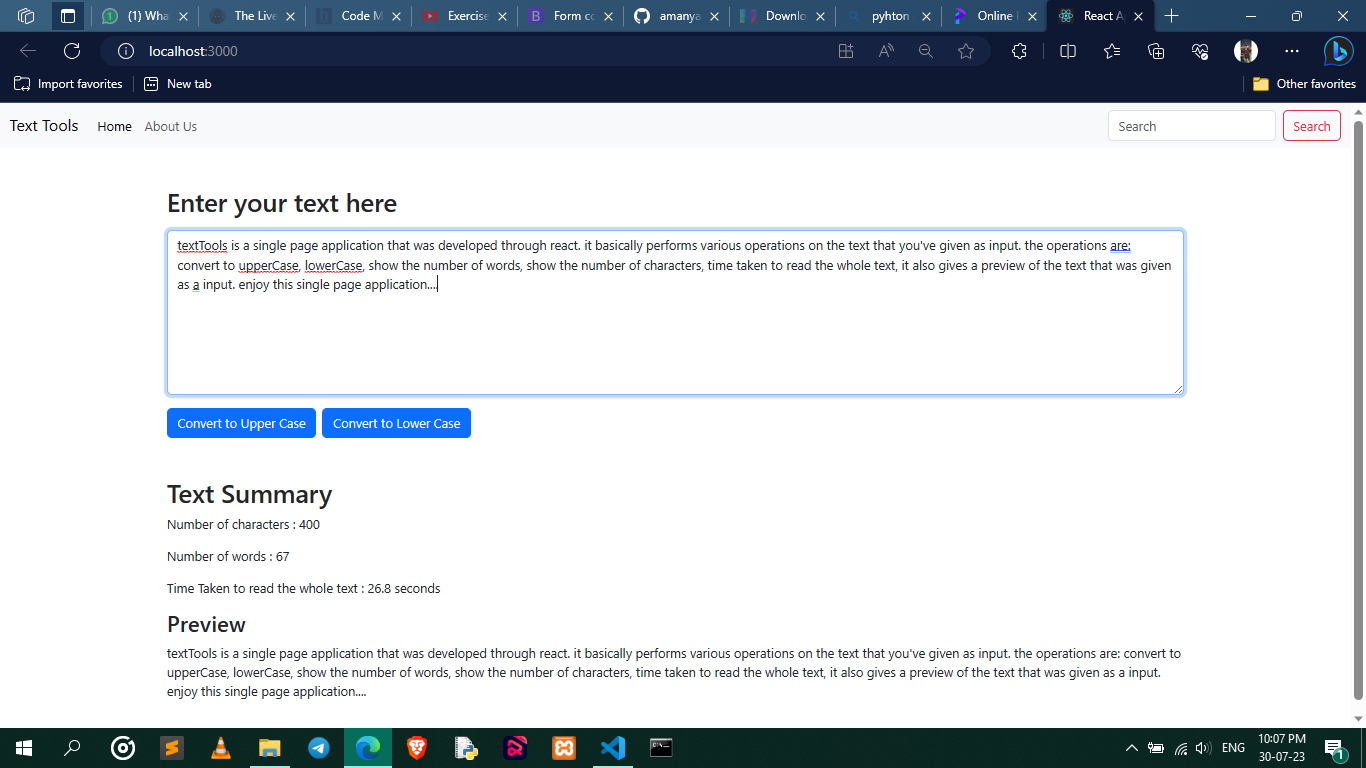 (1) Wha
The Live
Code M
Exercise
Form co
amanya
Downlo
pyhton
Online
React A
localhost:3000
Import favorites
New tab
Other favorites
Text Tools
Home
About Us
Search
Search
Enter your text here
textTools is a single page application that was developed through react. it basically performs various operations on the text that you've given as input. the operations are:
convert to upperCase, lowerCase, show the number of words, show the number of characters, time taken to read the whole text, it also gives a preview of the text that was given
as a input. enjoy this single page application...
Convert to Upper Case
Convert to Lower Case
Text Summary
Number of characters : 400
Number of words : 67
Time Taken to read the whole text : 26.8 seconds
Preview
textTools is a single page application that was developed through react. it basically performs various operations on the text that you've given as input. the operations are: convert to
upperCase, lowerCase, show the number of words, show the number of characters, time taken to read the whole text, it also gives a preview of the text that was given as a input.
enjoy this single page application....
ENG
10:07 PM
30-07-23
1